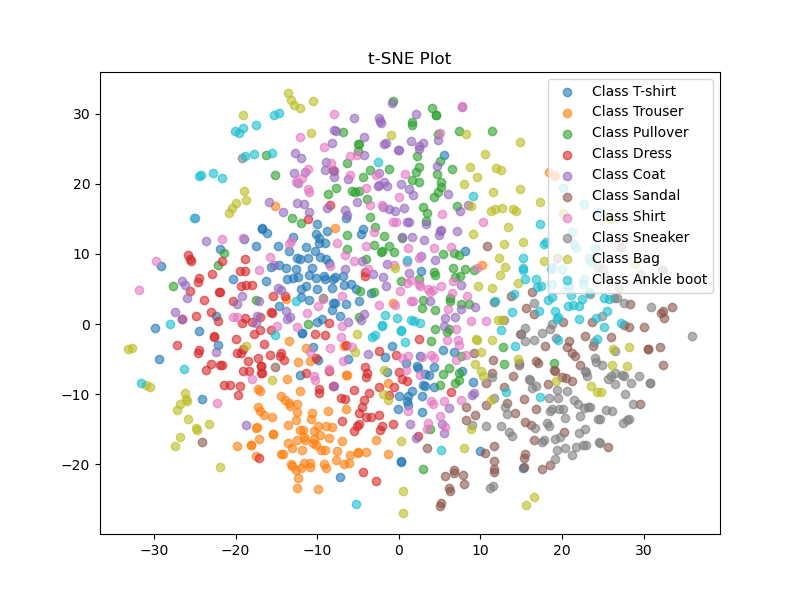 t-SNE Plot
Class T-shirt
Class Trouser
Class Pullover
Class Dress
Class Coat
Class Sandal
Class Shirt
Class Sneaker
Class Bag
Class Ankle boot
30
20
10
0
−10
−20
−30 −20 −10 0 10 20 30